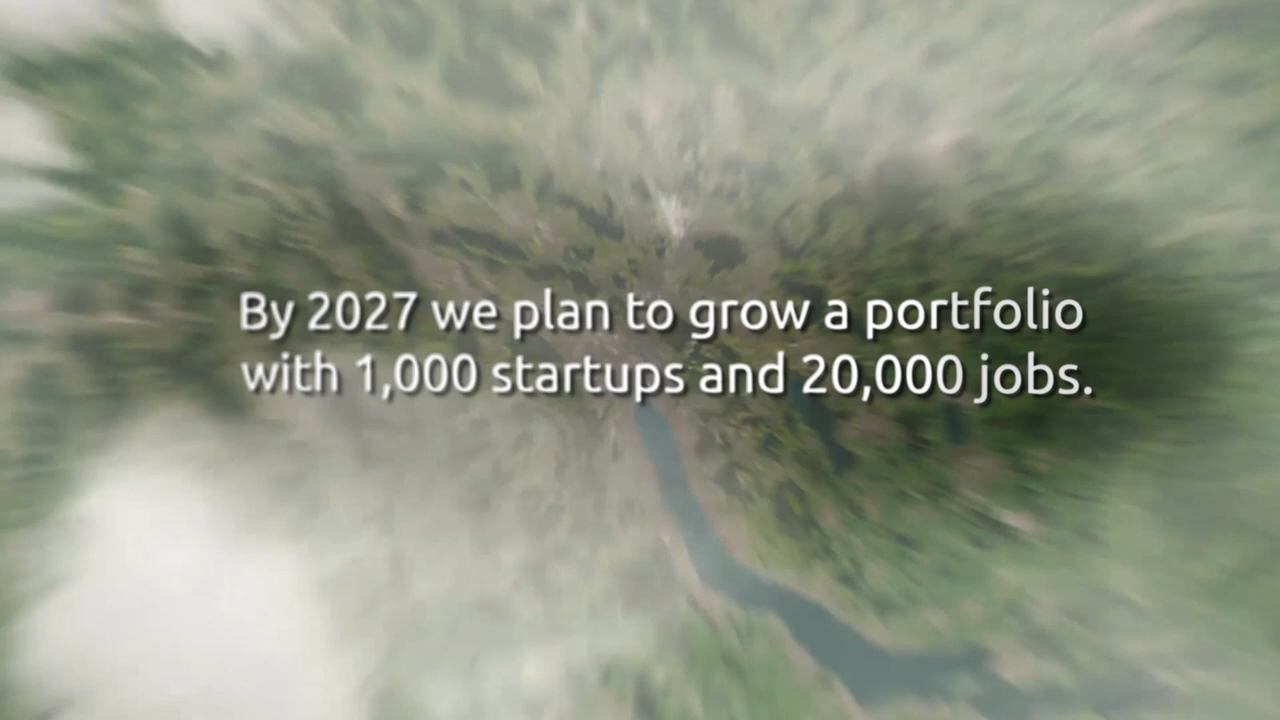 By 2027 we plan to grow a portfolio
with 1,000 startups and 20,000 jobs.